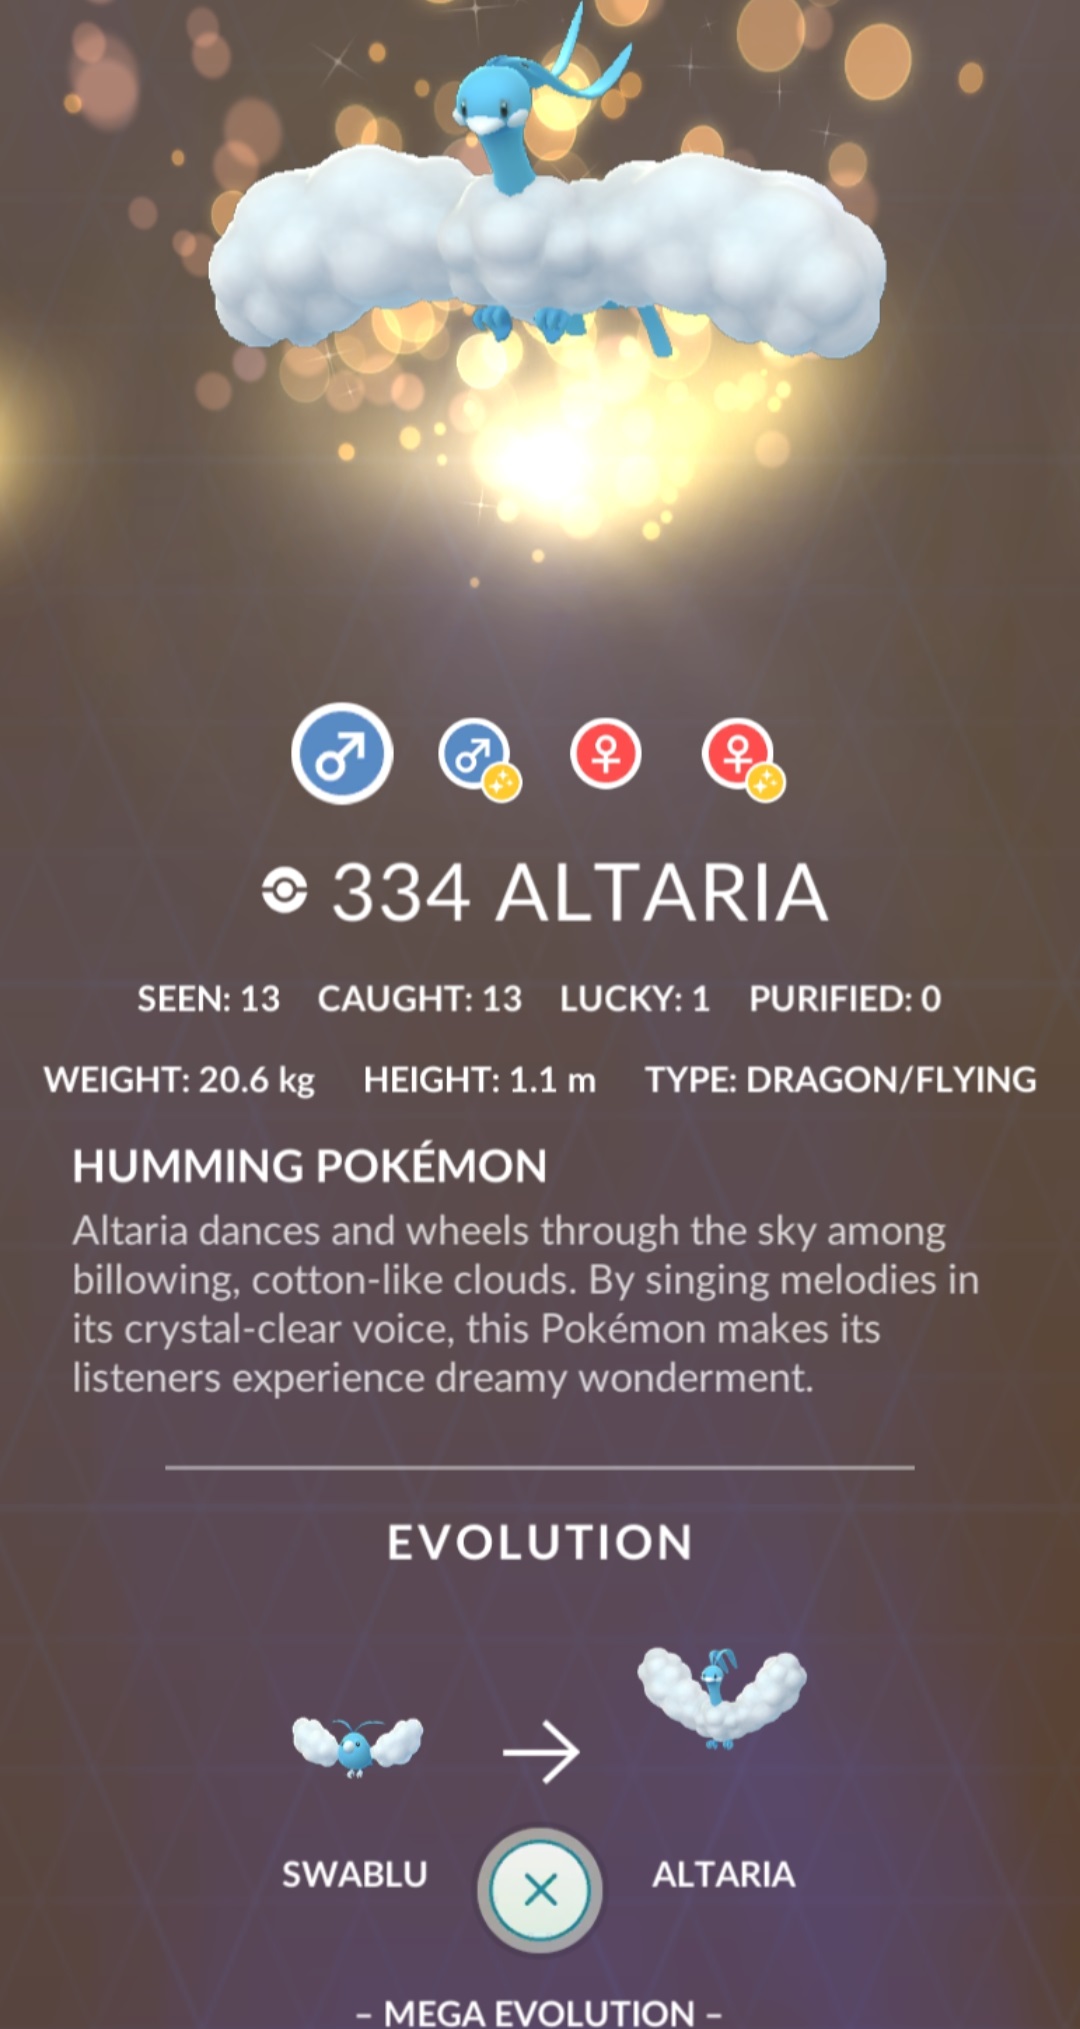 334 ALTARIA
SEEN: 13 CAUGHT: 13 LUCKY: 1 PURIFIED: 0
WEIGHT: 20.6 kg HEIGHT: 1.1 m TYPE: DRAGON/FLYING
HUMMING POKÉMON
Altaria dances and wheels through the sky among
billowing, cotton-like clouds. By singing melodies in
its crystal-clear voice, this Pokémon makes its
listeners experience dreamy wonderment.
EVOLUTION
SWABLU ALTARIA
– MEGA EVOLUTION –